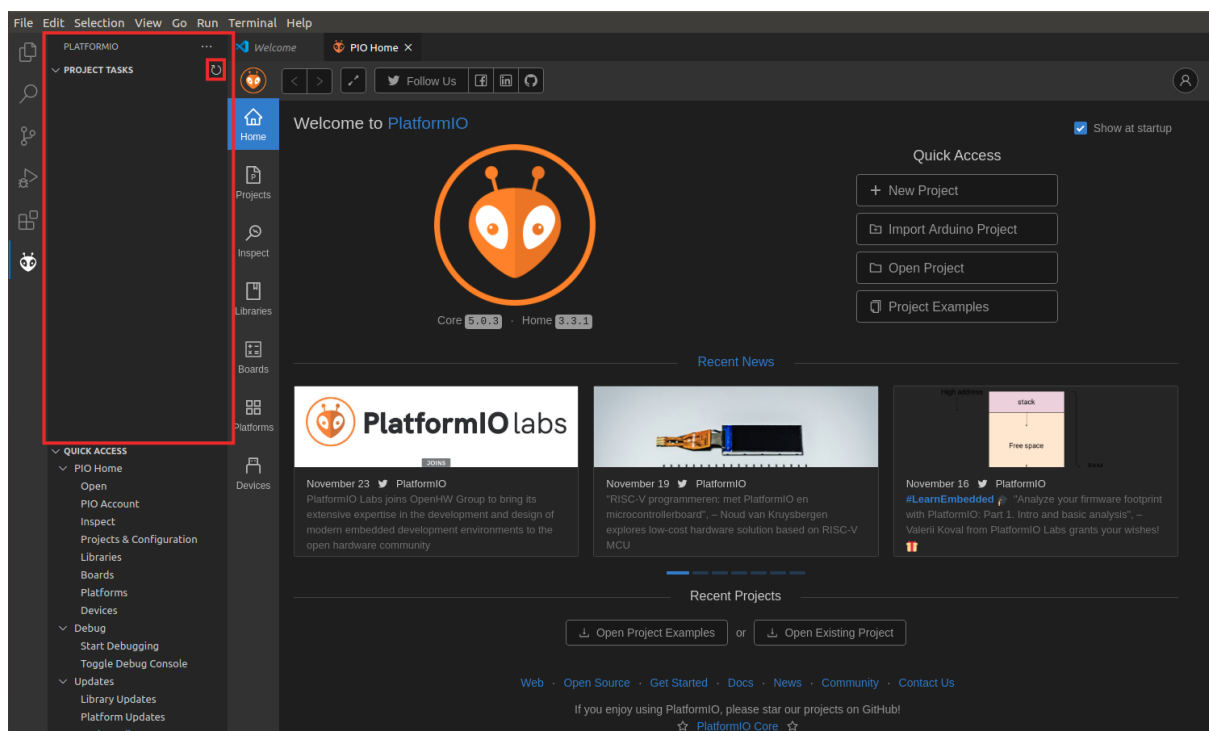 File Edit Selection View Go Run Terminal Help
PLATFORMIO
PROJECT TASKS
Welcome
PIO Home
Follow Us
Home
Projects
Inspect
Libraries
Boards
Platforms
Devices
Welcome to PlatformIO
Show at startup
Core 5.0.3 · Home 3.3.1
Quick Access
New Project
Import Arduino Project
Open Project
Project Examples
Recent News
PlatformIO labs
JOINS
November 23 PlatformIO
PlatformIO Labs joins OpenHW Group to bring its
extensive expertise in the development and design of
modern embedded development environments to the
open hardware community
November 19 PlatformIO
"RISC-V programmeren: met PlatformIO en
microcontrollerboard", – Noud van Kruysbergen
explores low-cost hardware solution based on RISC-V
MCU
High address
stack
Free space
November 16 PlatformIO
#LearnEmbedded "Analyze your firmware footprint
with PlatformIO: Part 1. Intro and basic analysis", –
Valerii Koval from PlatformIO Labs grants your wishes!
Recent Projects
Open Project Examples or Open Existing Project
Web · Open Source · Get Started · Docs · News · Community · Contact Us
If you enjoy using PlatformIO, please star our projects on GitHub!
PlatformIO Core
QUICK ACCESS
PIO Home
Open
PIO Account
Inspect
Projects & Configuration
Libraries
Boards
Platforms
Devices
Debug
Start Debugging
Toggle Debug Console
Updates
Library Updates
Platform Updates